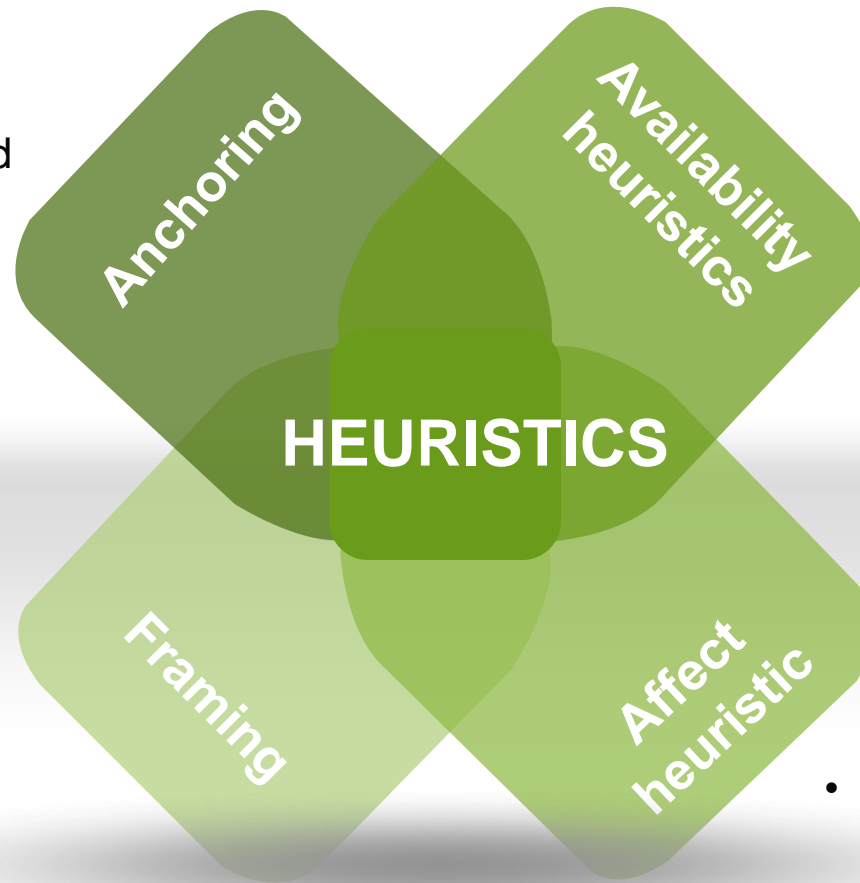 d
Anchoring
Availability
heuristics
HEURISTICS
Framing
Affect
heuristic
•